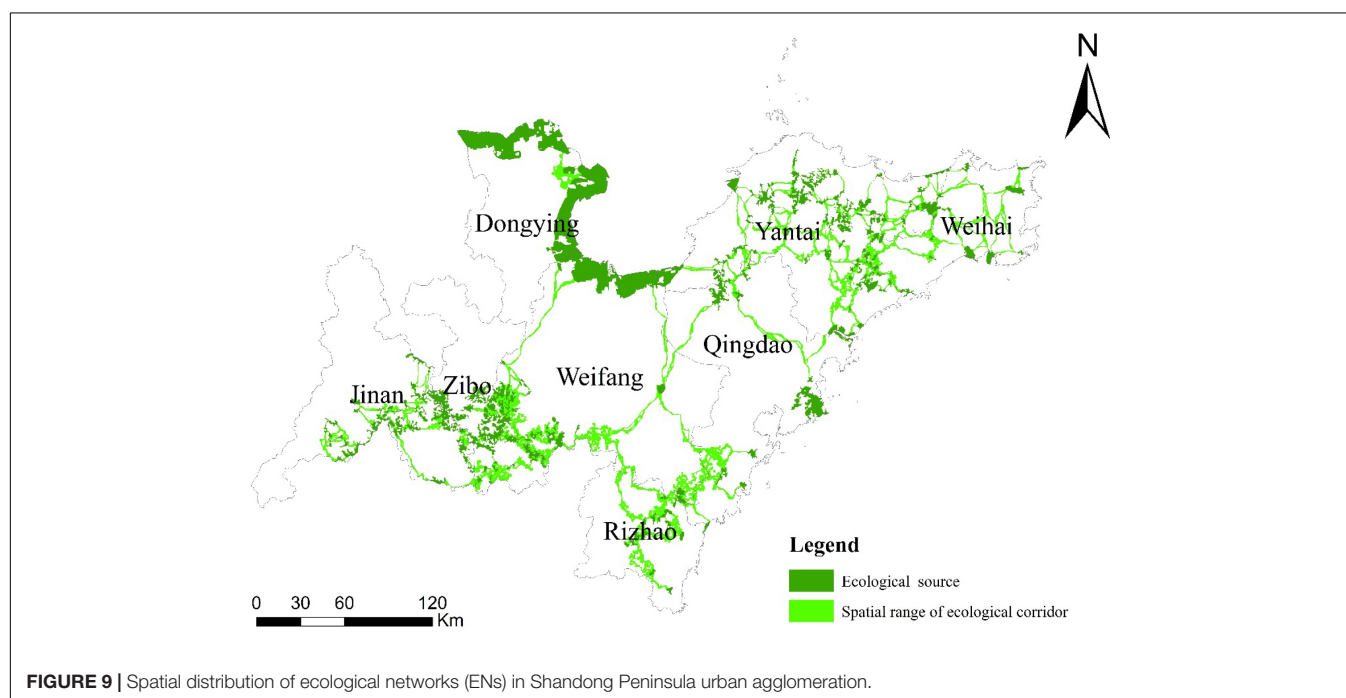 N
Dongying
Yantai
Weihai
Qingdao
Jinan
Zibo
Weifang
Rizhao
Legend
Ecological source
Spatial range of ecological corridor
0 30 60 120
Km
FIGURE 9 | Spatial distribution of ecological networks (ENs) in Shandong Peninsula urban agglomeration.